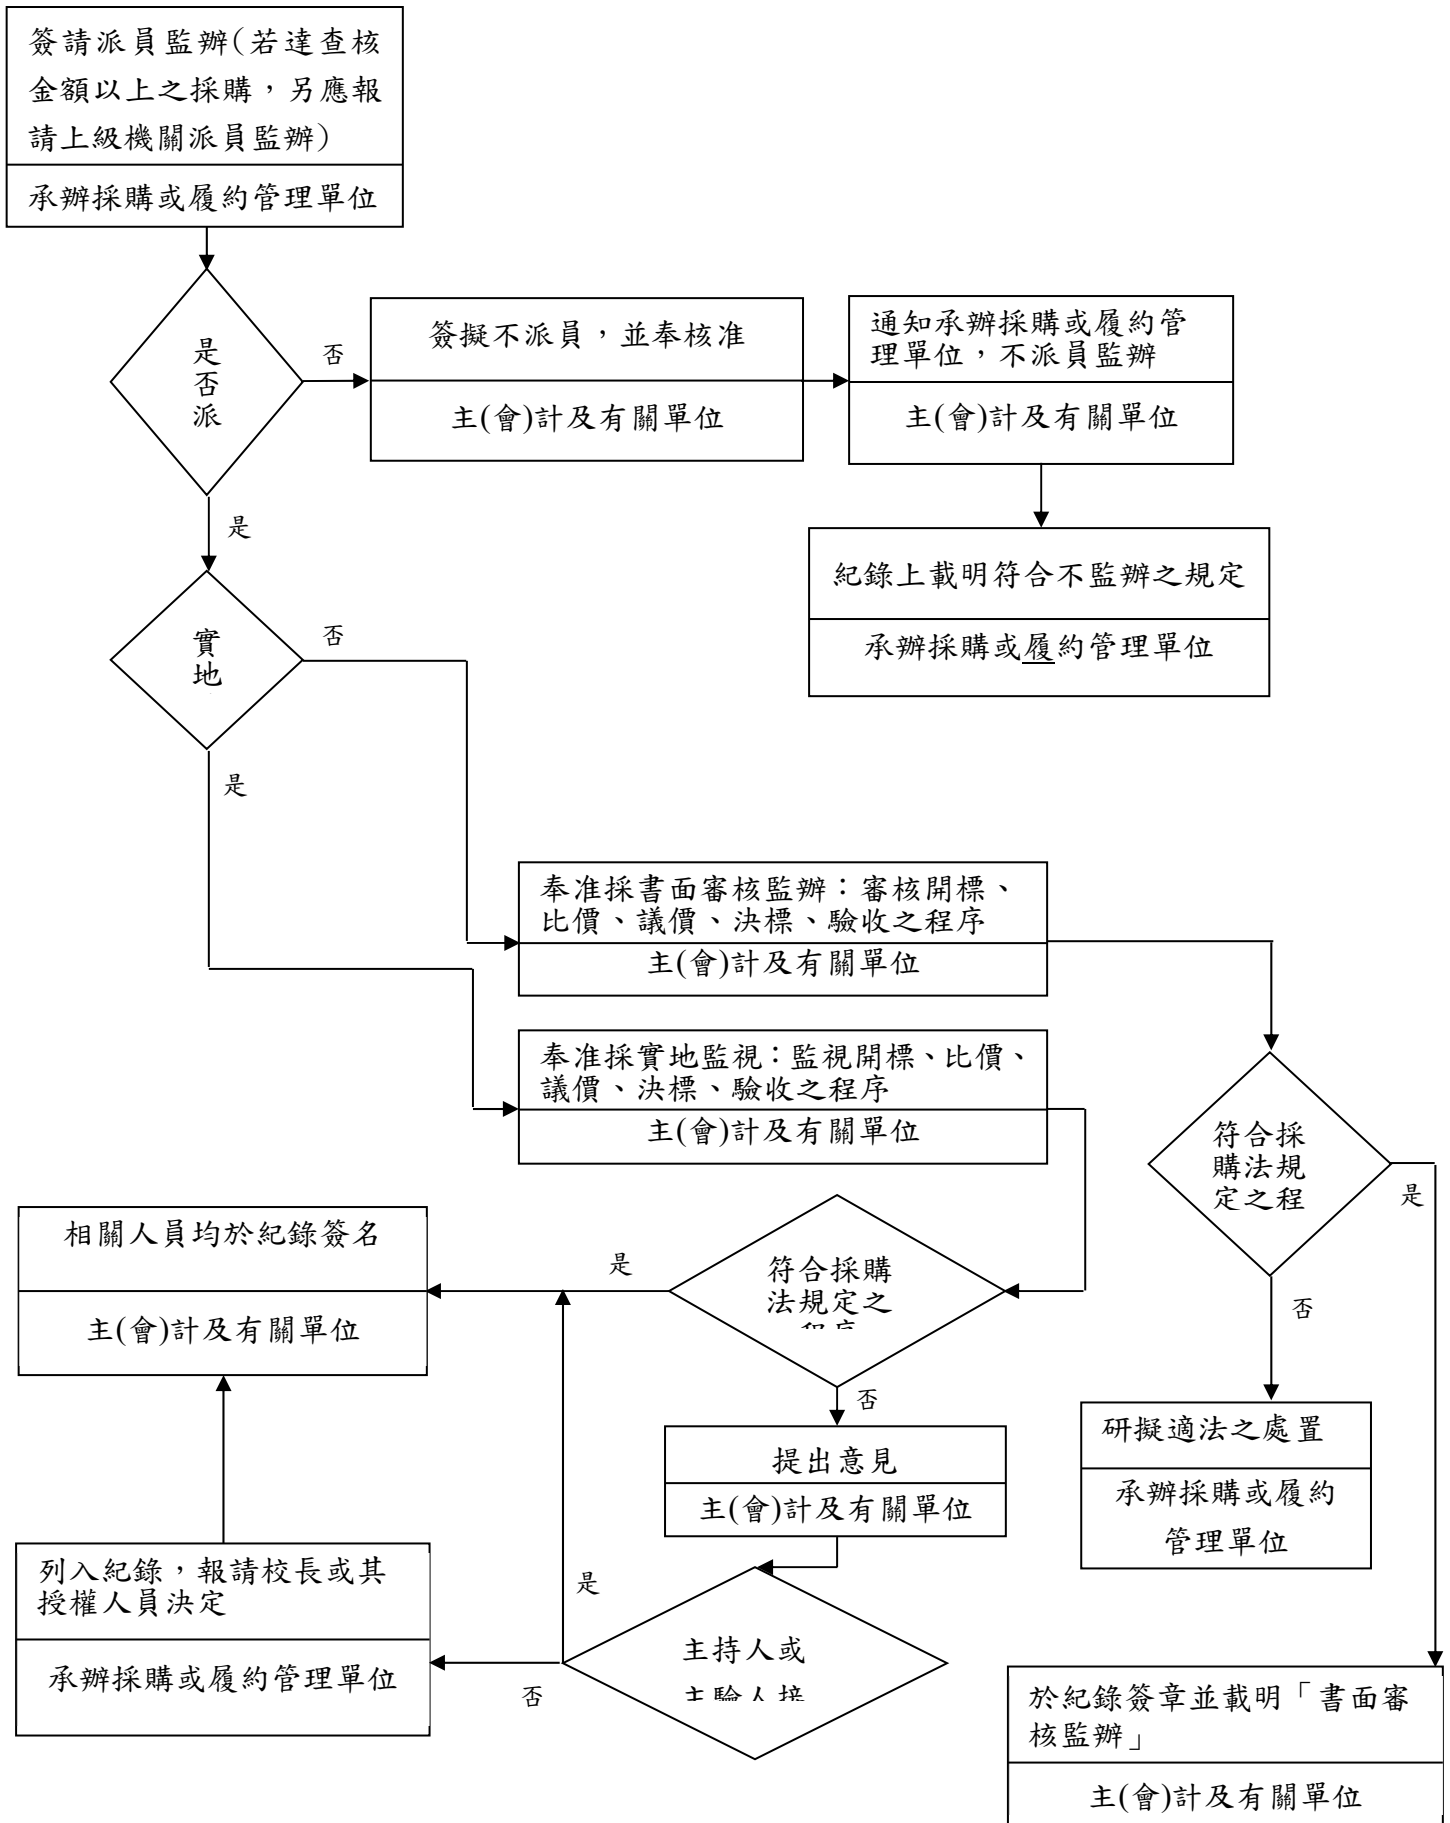 簽請派員監辦(若達查核
金額以上之採購，另應報
請上級機關派員監辦)
承辦採購或履約管理單位
是
否
派
否
簽擬不派員，並奉核准
主(會)計及有關單位
通知承辦採購或履約管
理單位，不派員監辦
主(會)計及有關單位
是
紀錄上載明符合不監辦之規定
承辦採購或履約管理單位
實
地
否
是
奉准採書面審核監辦：審核開標、
比價、議價、決標、驗收之程序
主(會)計及有關單位
奉准採實地監視：監視開標、比價、
議價、決標、驗收之程序
主(會)計及有關單位
符合採
購法規
定之程
是
否
相關人員均於紀錄簽名
主(會)計及有關單位
是
符合採購
法規定之
程序
否
提出意見
主(會)計及有關單位
研擬適法之處置
承辦採購或履約
管理單位
列入紀錄，報請校長或其
授權人員決定
承辦採購或履約管理單位
是
否
主持人或
主驗人接
於紀錄簽章並載明「書面審
核監辦」
主(會)計及有關單位